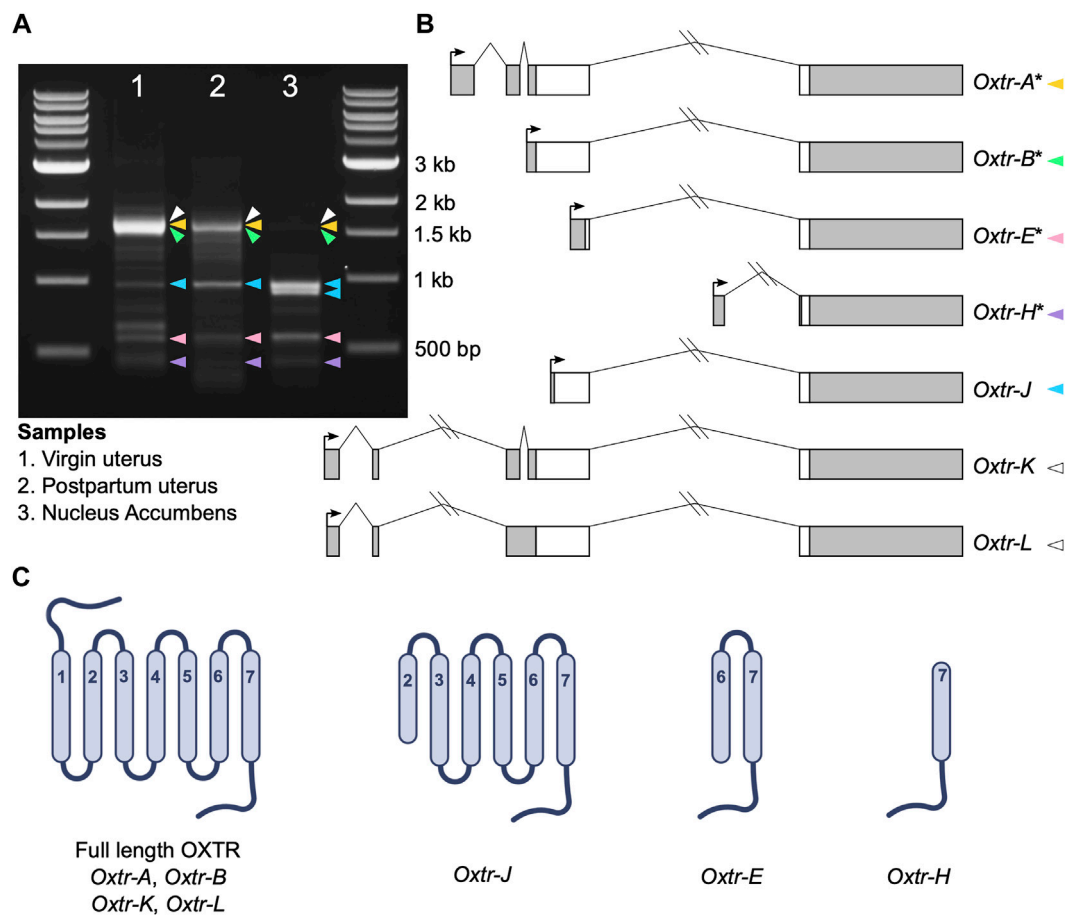 A
1 2 3
3 kb
2 kb
1.5 kb
1 kb
500 bp
Samples
1. Virgin uterus
2. Postpartum uterus
3. Nucleus Accumbens
B
Oxtr-A*
Oxtr-B*
Oxtr-E*
Oxtr-H*
Oxtr-J
Oxtr-K
Oxtr-L
C
1 2 3 4 5 6 7
Full length OXTR
Oxtr-A, Oxtr-B
Oxtr-K, Oxtr-L
2 3 4 5 6 7
Oxtr-J
6 7
Oxtr-E
7
Oxtr-H